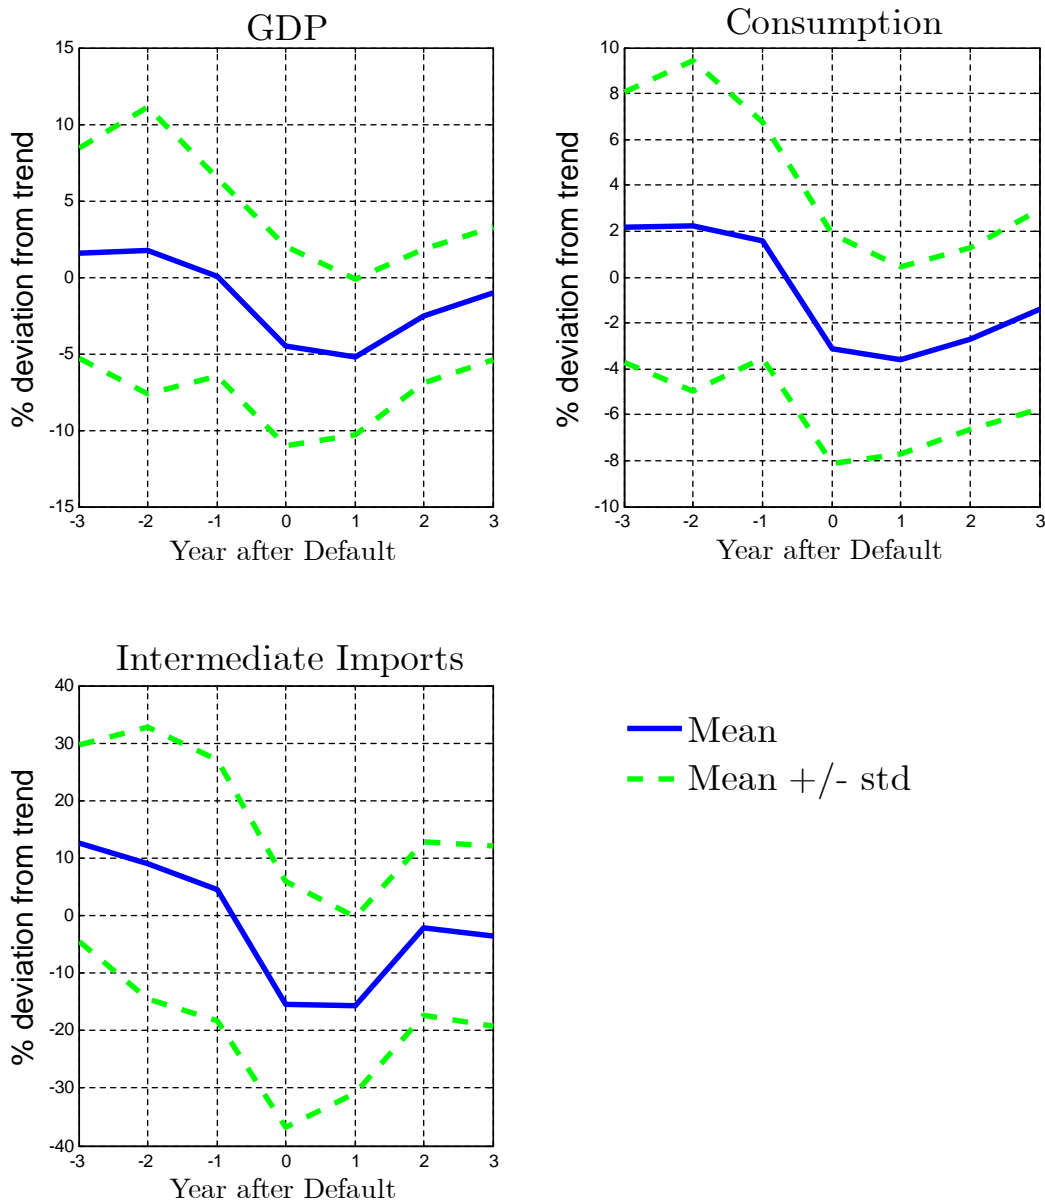 GDP
% deviation from trend
15
10
5
0
-5
-10
-15
-3 -2 -1 0 1 2 3
Year after Default
Consumption
% deviation from trend
10
8
6
4
2
0
-2
-4
-6
-8
-10
-3 -2 -1 0 1 2 3
Year after Default
Intermediate Imports
% deviation from trend
40
30
20
10
0
-10
-20
-30
-40
-3 -2 -1 0 1 2 3
Year after Default
Mean
Mean +/- std